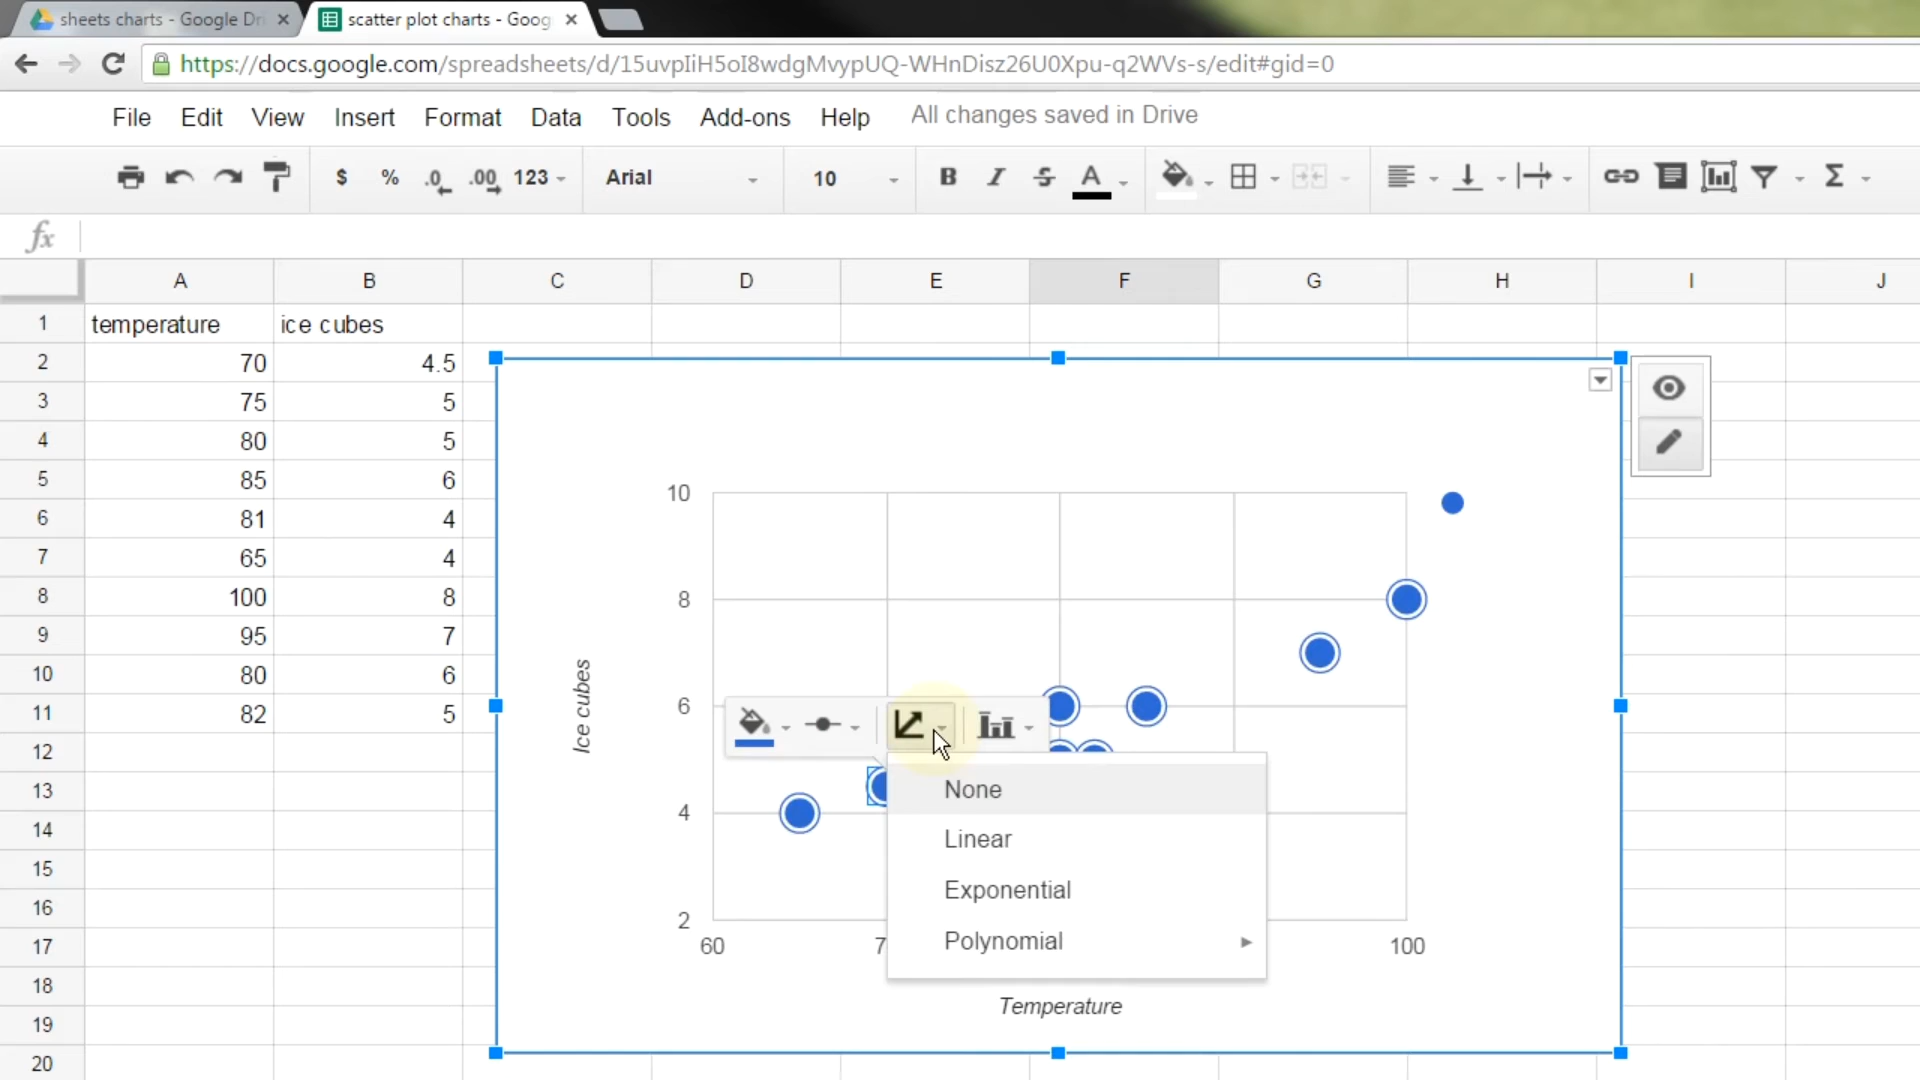 sheets charts - Google Dri
scatter plot charts - Goog
https://docs.google.com/spreadsheets/d/15uvpIiH5oI8wdgMvypUQ-WHnDisz26U0Xpu-q2WVs-s/edit#gid=0
File Edit View Insert Format Data Tools Add-ons Help All changes saved in Drive
$ % .0 .00 123 Arial 10 B I S A Σ
fx
A B C D E F G H I J
1 temperature ice cubes
2 70 4.5
3 75 5
4 80 5
5 85 6
6 81 4
7 65 4
8 100 8
9 95 7
10 80 6
11 82 5
12
13
14
15
16
17
18
19
20
10
8
6
4
2
Ice cubes
60 7 100
Temperature
None
Linear
Exponential
Polynomial